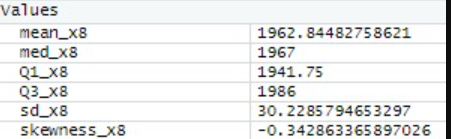 Values
mean_x8 1962.84482758621
med_x8 1967
Q1_x8 1941.75
Q3_x8 1986
sd_x8 30.2285794653297
skewness_x8 -0.342863365897026